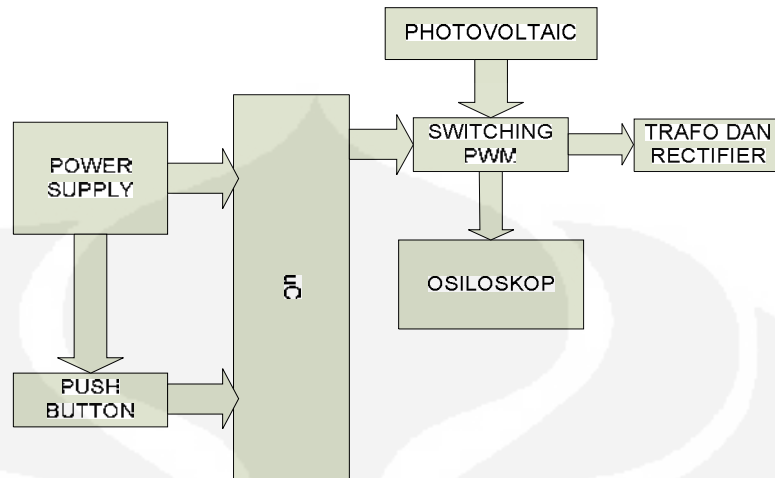 PHOTOVOLTAIC
POWER
SUPPLY
SWITCHING
PWM
TRAFO DAN
RECTIFIER
uC
OSILOSKOP
PUSH
BUTTON